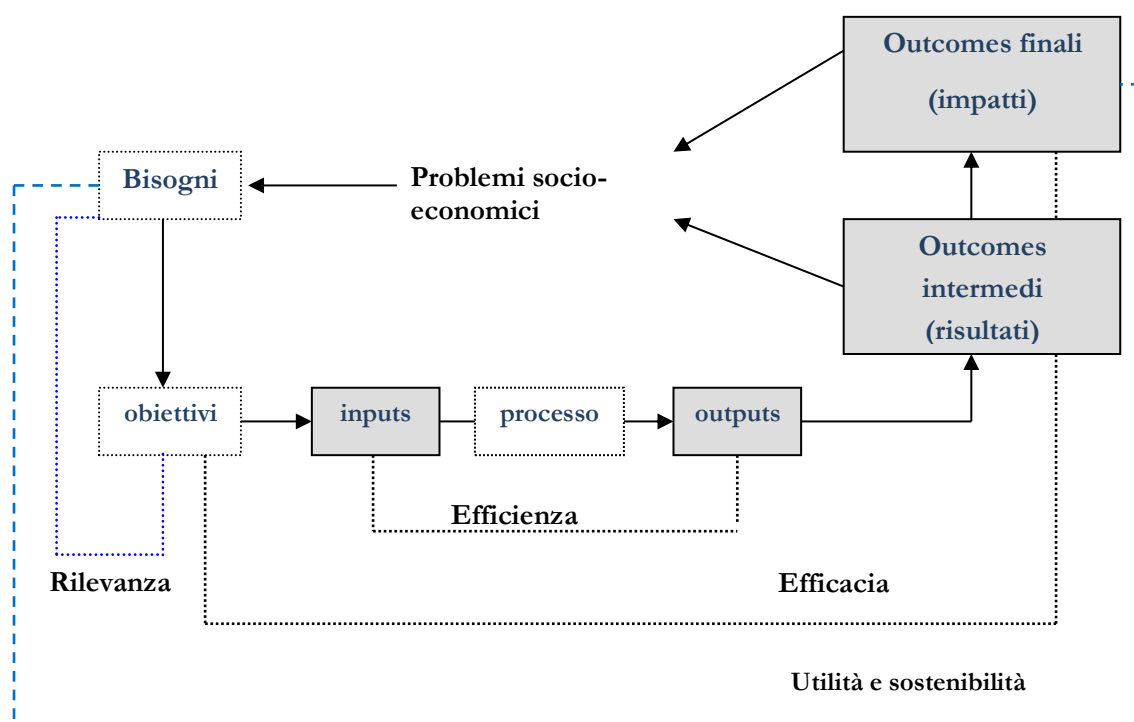 Outcomes finali
(impatti)
Bisogni
Problemi socio-
economici
Outcomes
intermedi
(risultati)
obiettivi
inputs
processo
outputs
Efficienza
Rilevanza
Efficacia
Utilità e sostenibilità